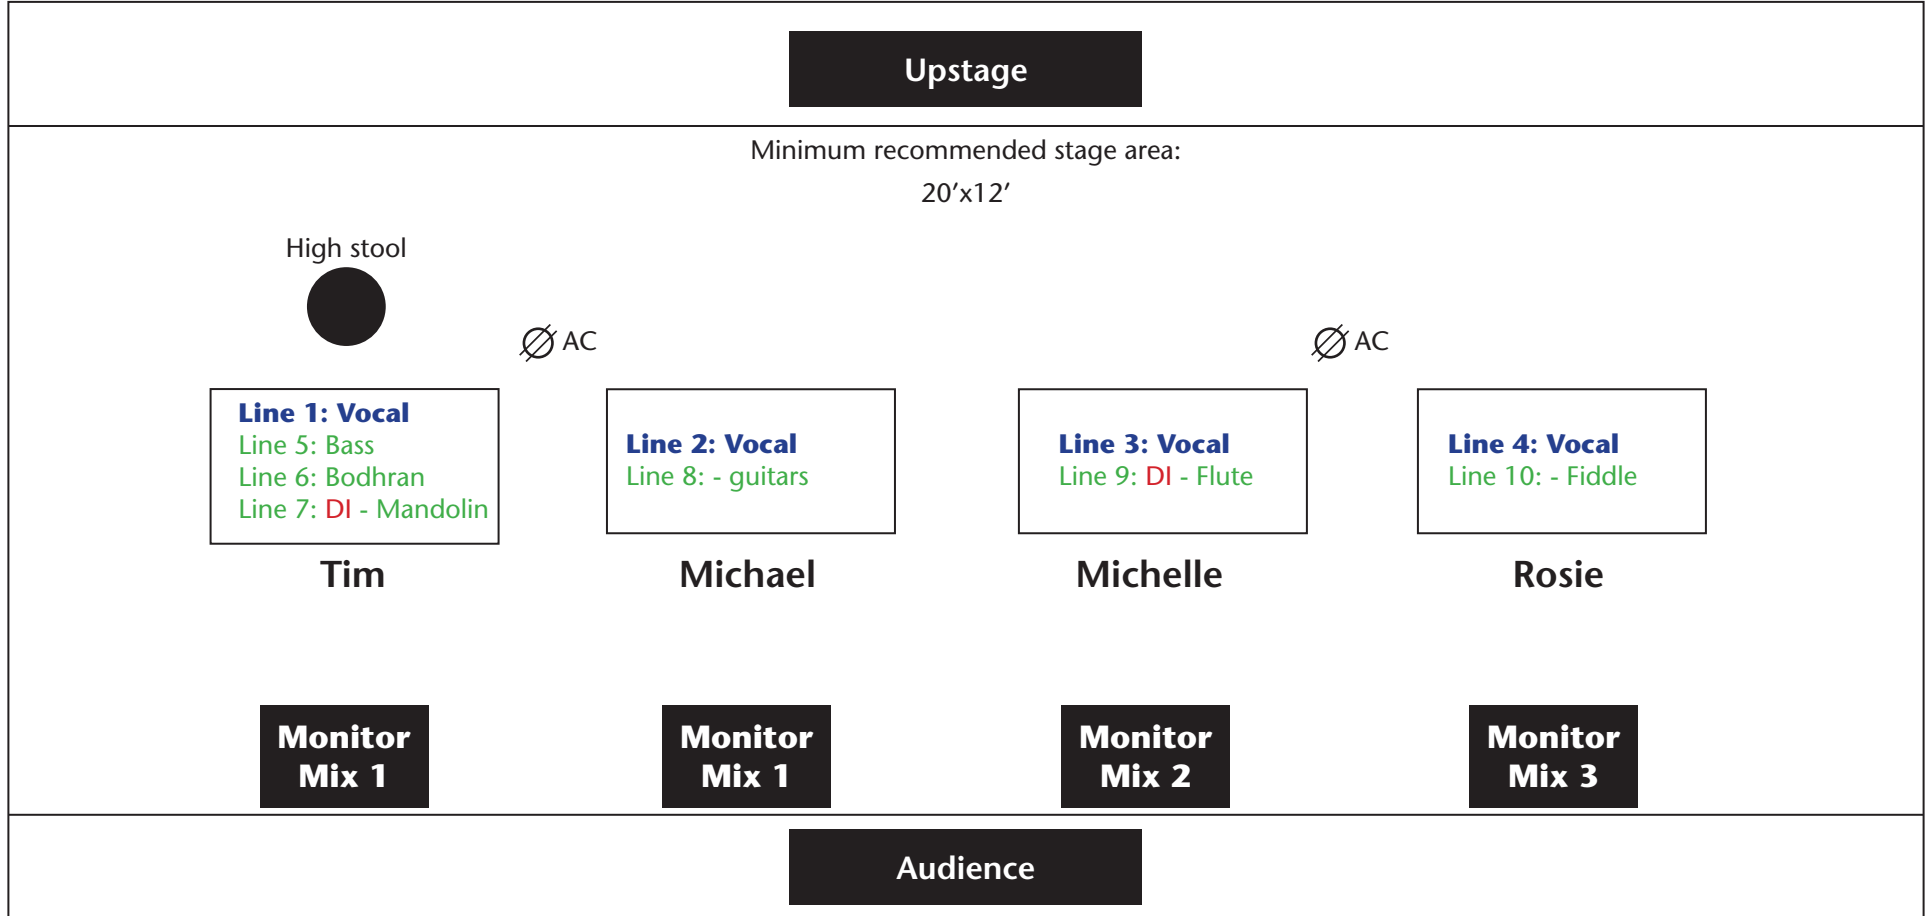 Upstage
Minimum recommended stage area:
20’x12’
High stool
AC
AC
Line 1: Vocal
Line 5: Bass
Line 6: Bodhran
Line 7: DI - Mandolin
Tim
Line 2: Vocal
Line 8: - guitars
Michael
Line 3: Vocal
Line 9: DI - Flute
Michelle
Line 4: Vocal
Line 10: - Fiddle
Rosie
Monitor
Mix 1
Monitor
Mix 1
Monitor
Mix 2
Monitor
Mix 3
Audience